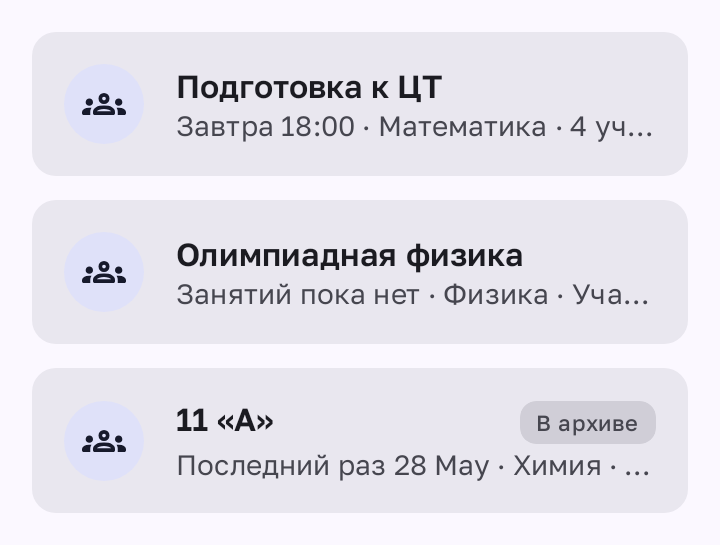 Подготовка к ЦТ
Завтра 18:00 · Математика · 4 уч...
Олимпиадная физика
Занятий пока нет · Физика · Уча...
11 «А»
В архиве
Последний раз 28 May · Химия · ...